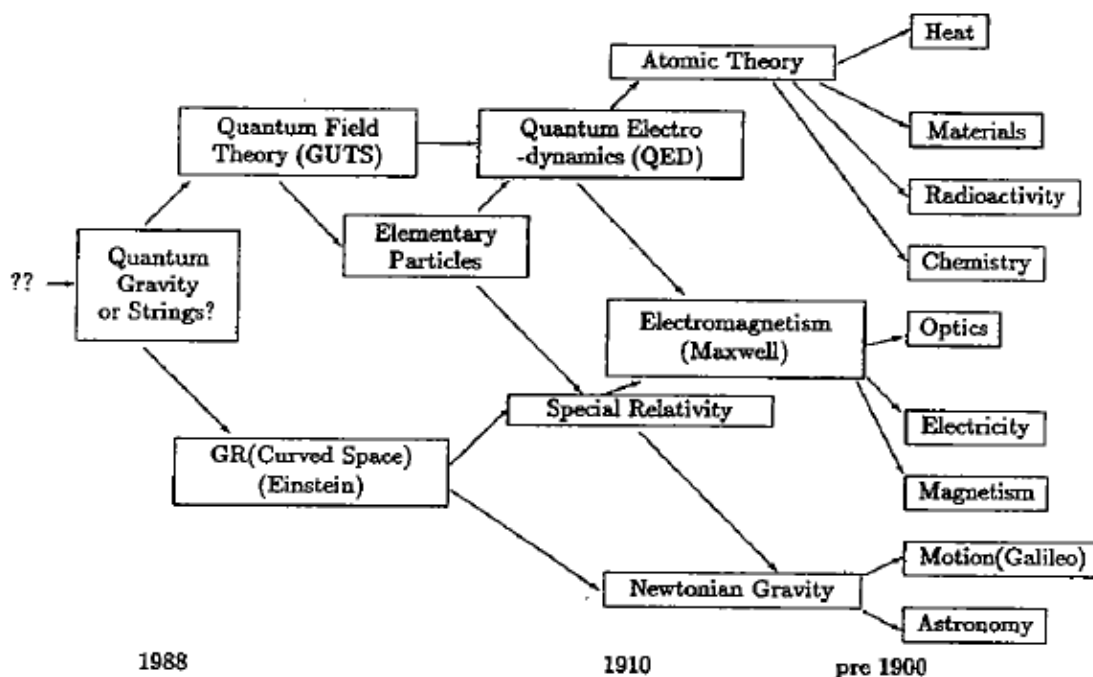 Heat
Atomic Theory
Quantum Field
Theory (GUTS)
Quantum Electro
-dynamics (QED)
Materials
Radioactivity
Elementary
Particles
Quantum
Gravity
or Strings?
??
Chemistry
Electromagnetism
(Maxwell)
Optics
Special Relativity
Electricity
GR(Curved Space)
(Einstein)
Magnetism
Motion(Galileo)
Newtonian Gravity
Astronomy
1988
1910
pre 1900